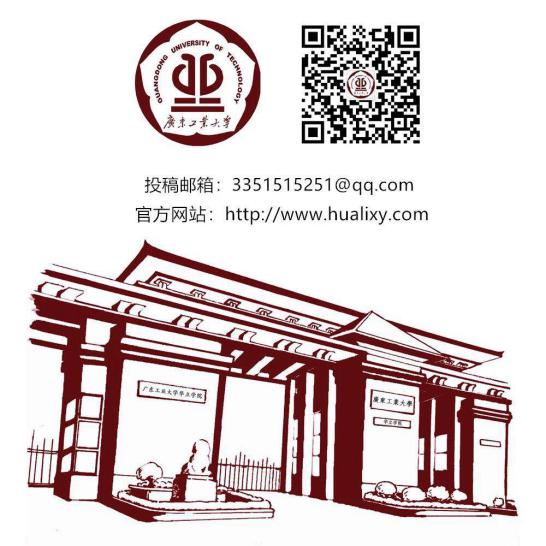 GUANGDONG UNIVERSITY OF TECHNOLOGY
廣東工業大學
投稿邮箱：3351515251@qq.com
官方网站：http://www.hualixy.com
广东工业大学华立学院
廣東工業大學
华立学院